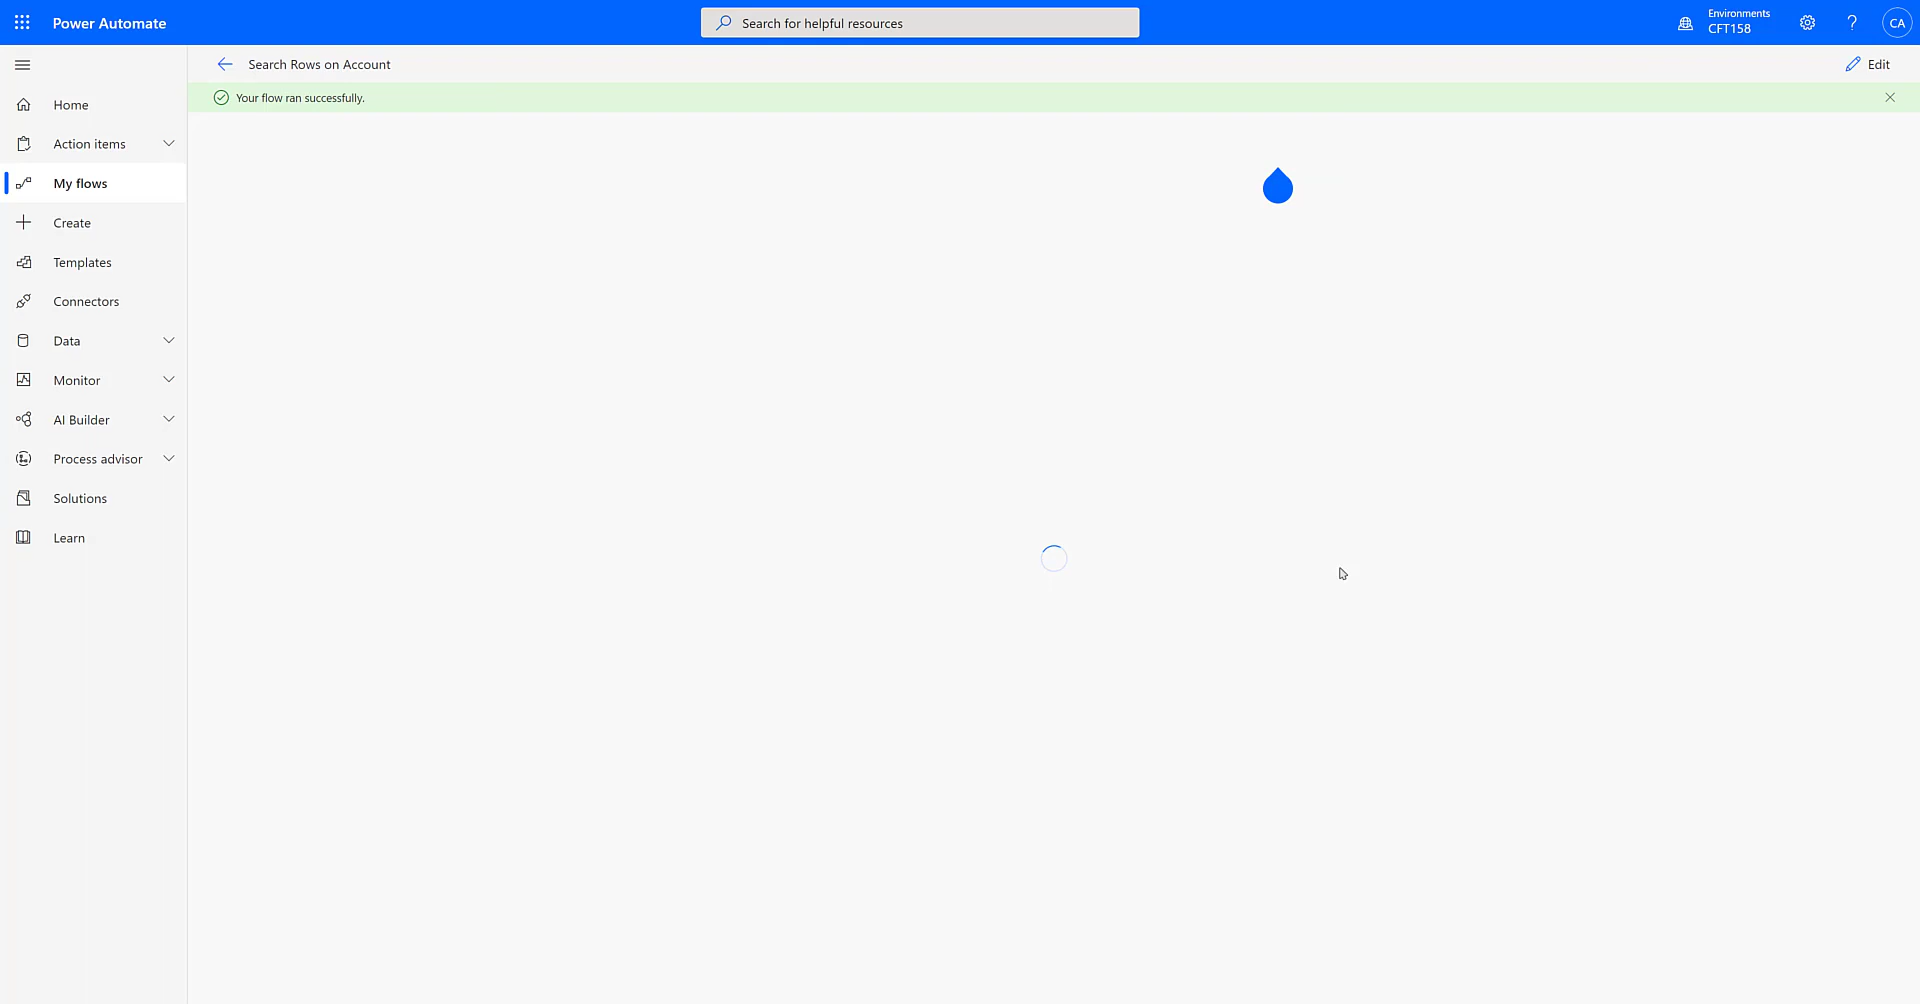 Power Automate
Search for helpful resources
Environments
CFT158
?
CA
Search Rows on Account
Edit
Your flow ran successfully.
Home
Action items
My flows
Create
Templates
Connectors
Data
Monitor
AI Builder
Process advisor
Solutions
Learn